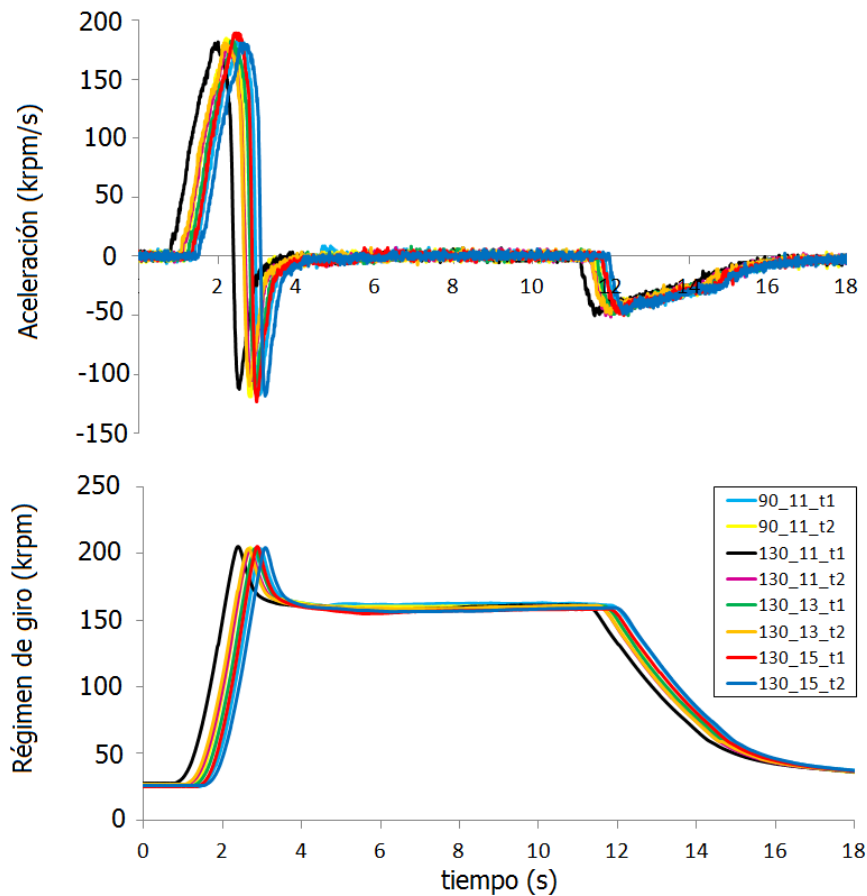 Aceleración (krpm/s)
200
150
100
50
0
-50
-100
-150
2 4 6 8 10 12 14 16 18
Régimen de giro (krpm)
250
200
150
100
50
0
90_11_t1
90_11_t2
130_11_t1
130_11_t2
130_13_t1
130_13_t2
130_15_t1
130_15_t2
0 2 4 6 8 10 12 14 16 18
tiempo (s)